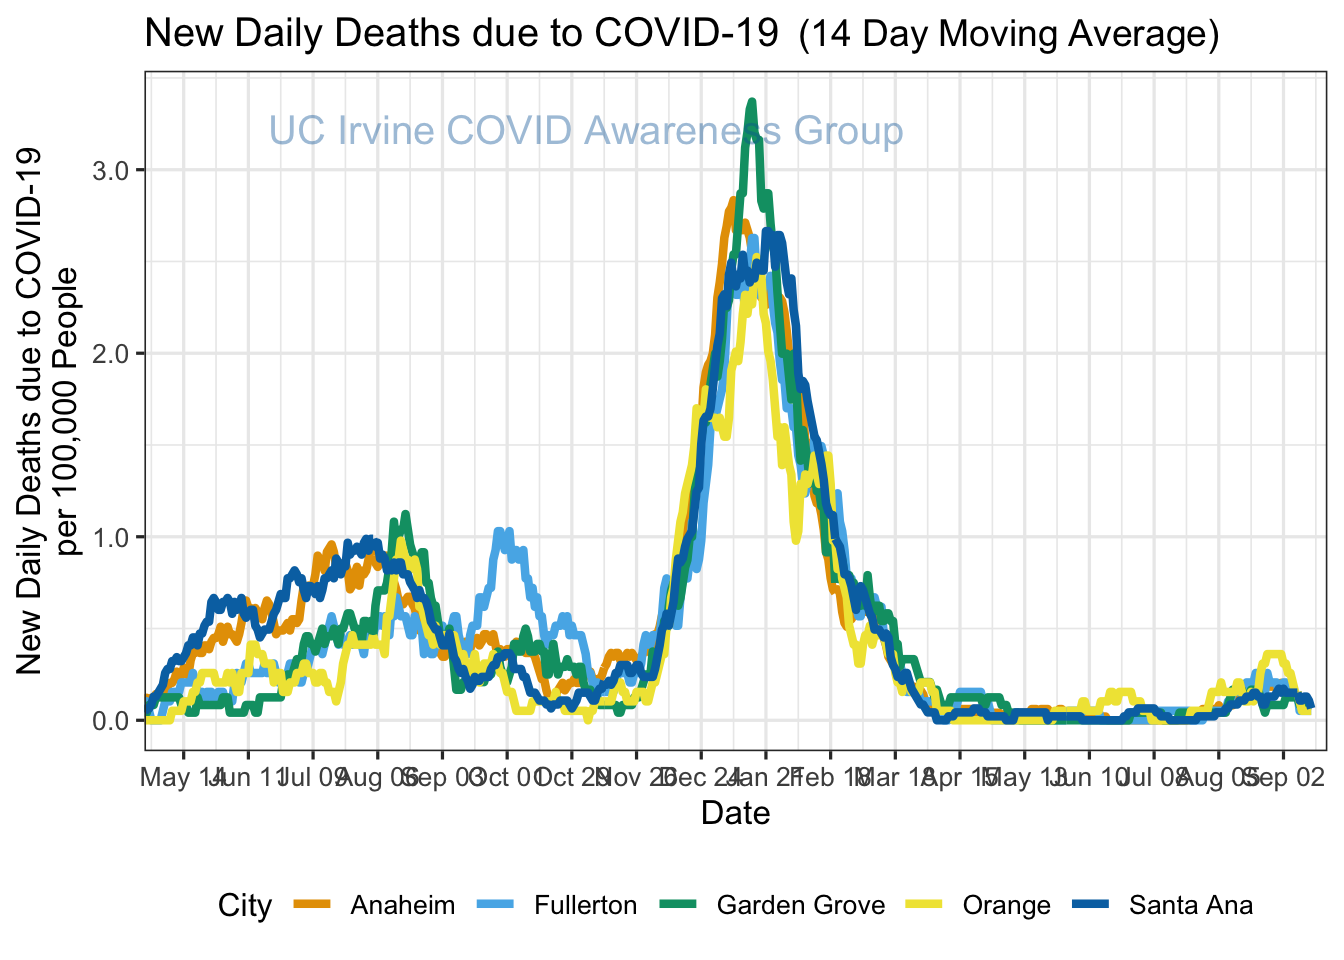 New Daily Deaths due to COVID-19 (14 Day Moving Average)
UC Irvine COVID Awareness Group
New Daily Deaths due to COVID-19
per 100,000 People
3.0
2.0
1.0
0.0
May 14 Jun 11 Jul 09 Aug 06 Sep 03 Oct 01 Oct 29 Nov 26 Dec 24 Jan 21 Feb 18 Mar 18 Apr 15 May 13 Jun 10 Jul 08 Aug 05 Sep 02
Date
City Anaheim Fullerton Garden Grove Orange Santa Ana